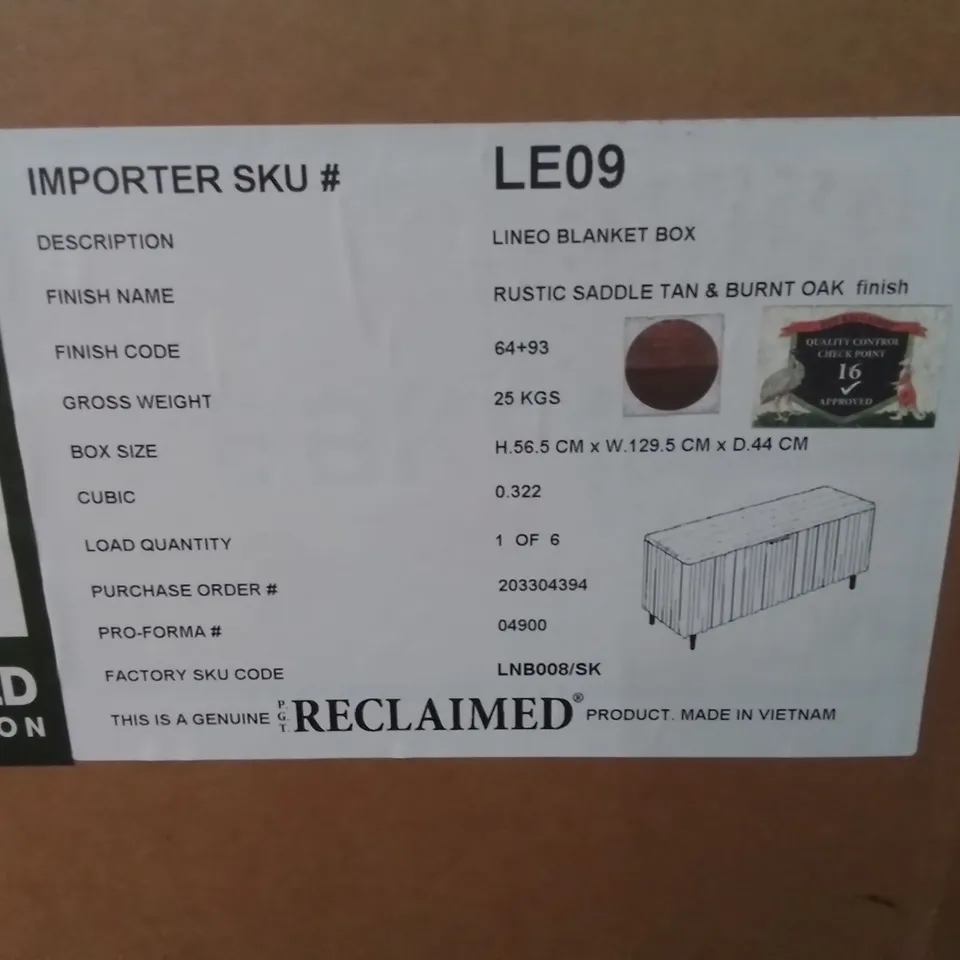 IMPORTER SKU # LE09
DESCRIPTION LINEO BLANKET BOX
FINISH NAME RUSTIC SADDLE TAN & BURNT OAK finish
FINISH CODE 64+93
QUALITY CONTROL
CHECK POINT
16
APPROVED
GROSS WEIGHT 25 KGS
BOX SIZE H.56.5 CM x W.129.5 CM x D.44 CM
CUBIC 0.322
LOAD QUANTITY 1 OF 6
PURCHASE ORDER # 203304394
PRO-FORMA # 04900
FACTORY SKU CODE LNB008/SK
THIS IS A GENUINE P.G.T. RECLAIMED® PRODUCT. MADE IN VIETNAM
ED
ON